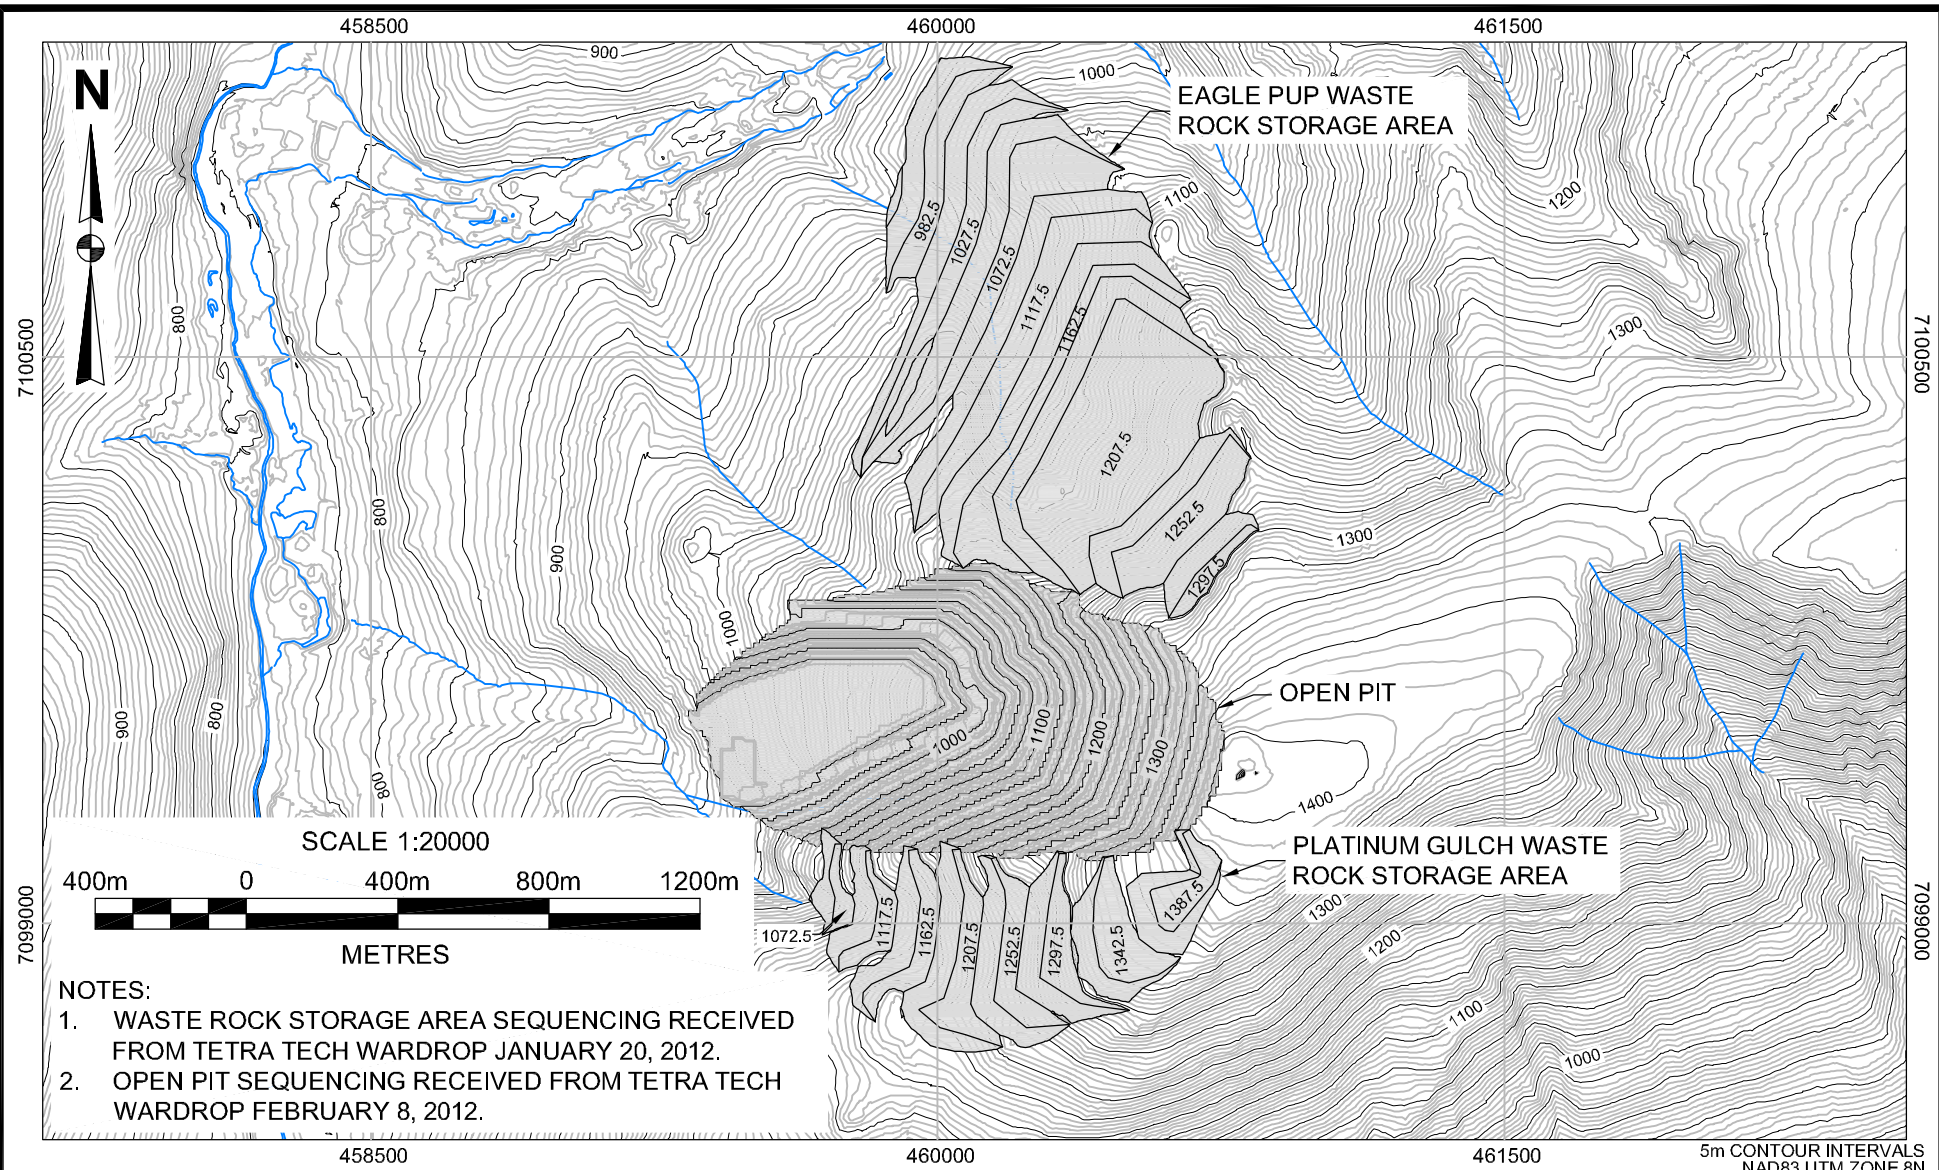 458500 460000 461500
900
N
1000
EAGLE PUP WASTE
ROCK STORAGE AREA
1100
1200
982.5
1027.5
1072.5
1117.5
1162.5
800
1300
7100500 7100500
1207.5
800
1252.5
1300
900
1297.5
1000
OPEN PIT
900
800
1000
1100
1200
1300
800
1400
SCALE 1:20000
PLATINUM GULCH WASTE
ROCK STORAGE AREA
400m 0 400m 800m 1200m
1387.5
1300
7099000 7099000
1072.5
1117.5
1162.5
1207.5
1252.5
1297.5
1342.5
1200
METRES
NOTES:
1. WASTE ROCK STORAGE AREA SEQUENCING RECEIVED
FROM TETRA TECH WARDROP JANUARY 20, 2012.
2. OPEN PIT SEQUENCING RECEIVED FROM TETRA TECH
WARDROP FEBRUARY 8, 2012.
1100
1000
458500 460000 461500
5m CONTOUR INTERVALS
NAD83 UTM ZONE 8N